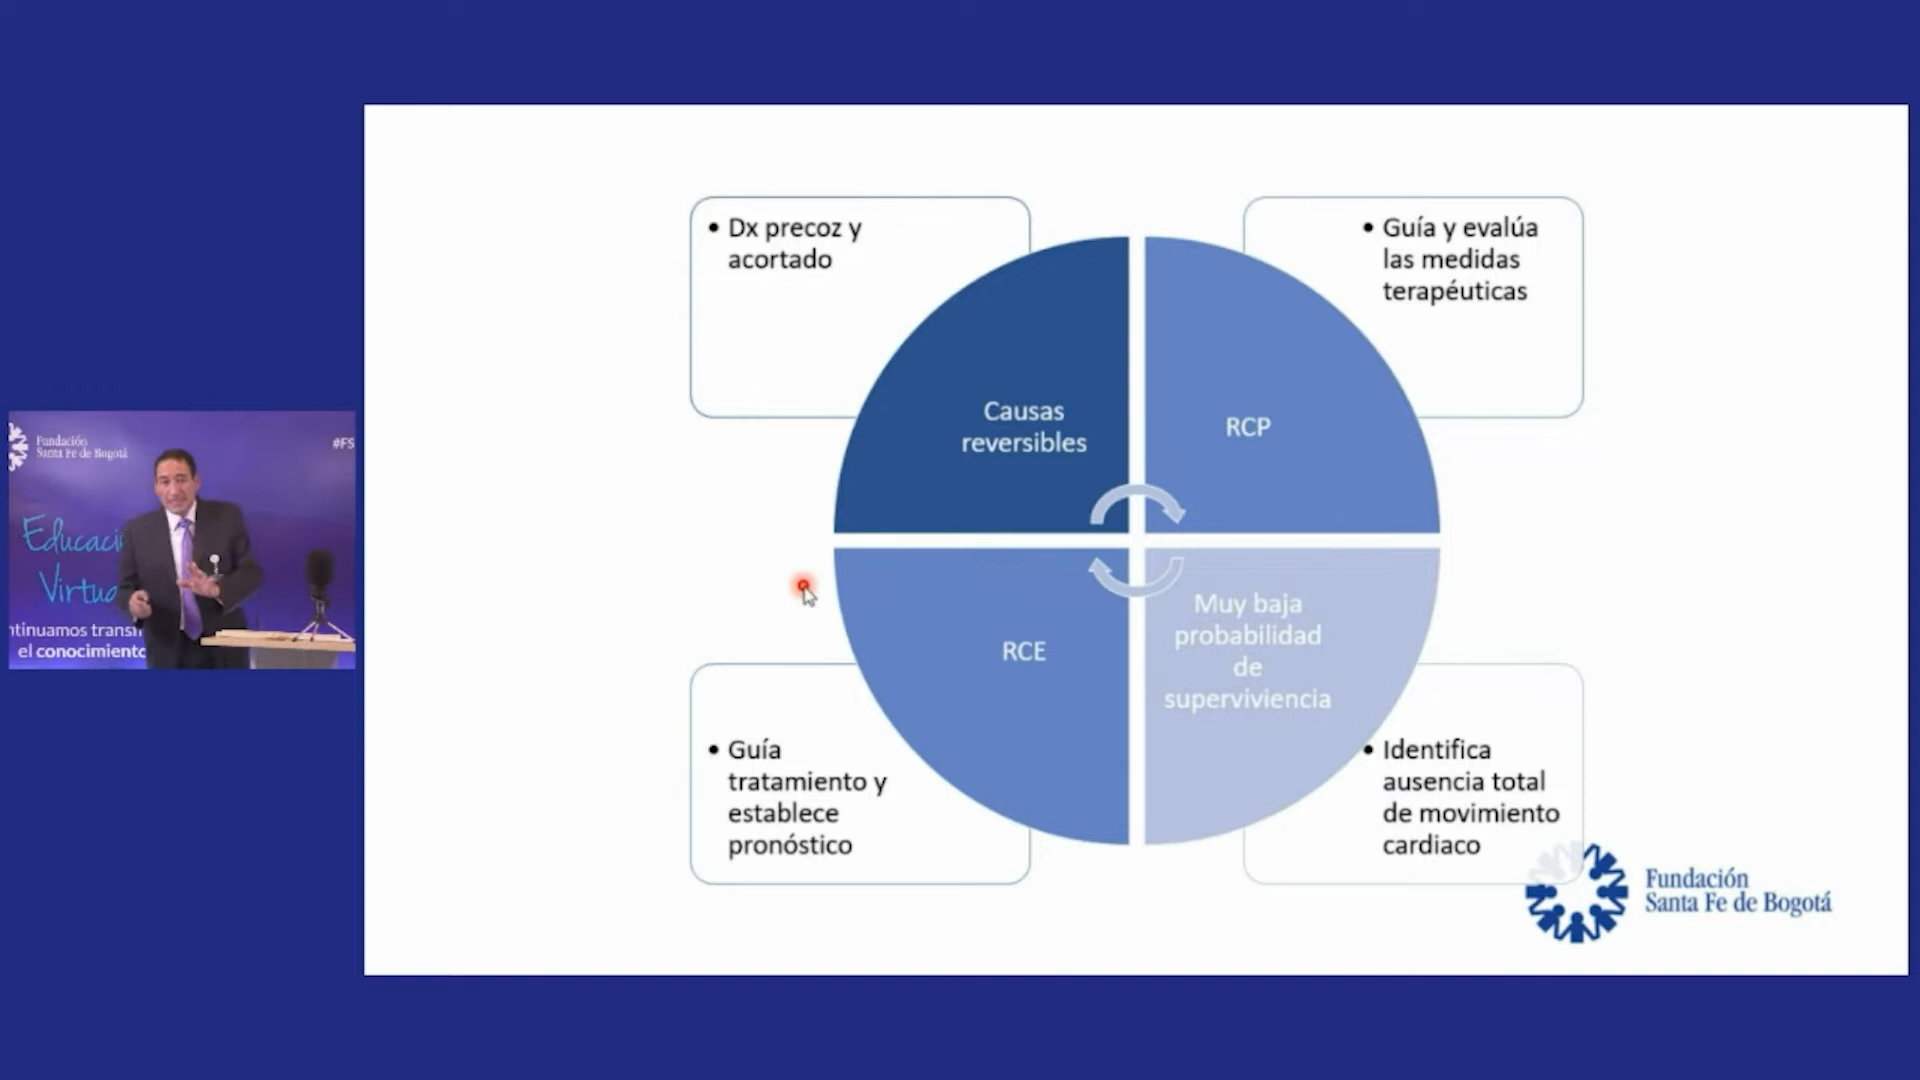 Fundación
Santa Fe de Bogotá
#FS
Educaci
Virtua
ntinuamos transm
el conocimiento
• Dx precoz y
acortado
• Guía y evalúa
las medidas
terapéuticas
Causas
reversibles
RCP
RCE
Muy baja
probabilidad
de
superviviencia
• Guía
tratamiento y
establece
pronóstico
• Identifica
ausencia total
de movimiento
cardiaco
Fundación
Santa Fe de Bogotá